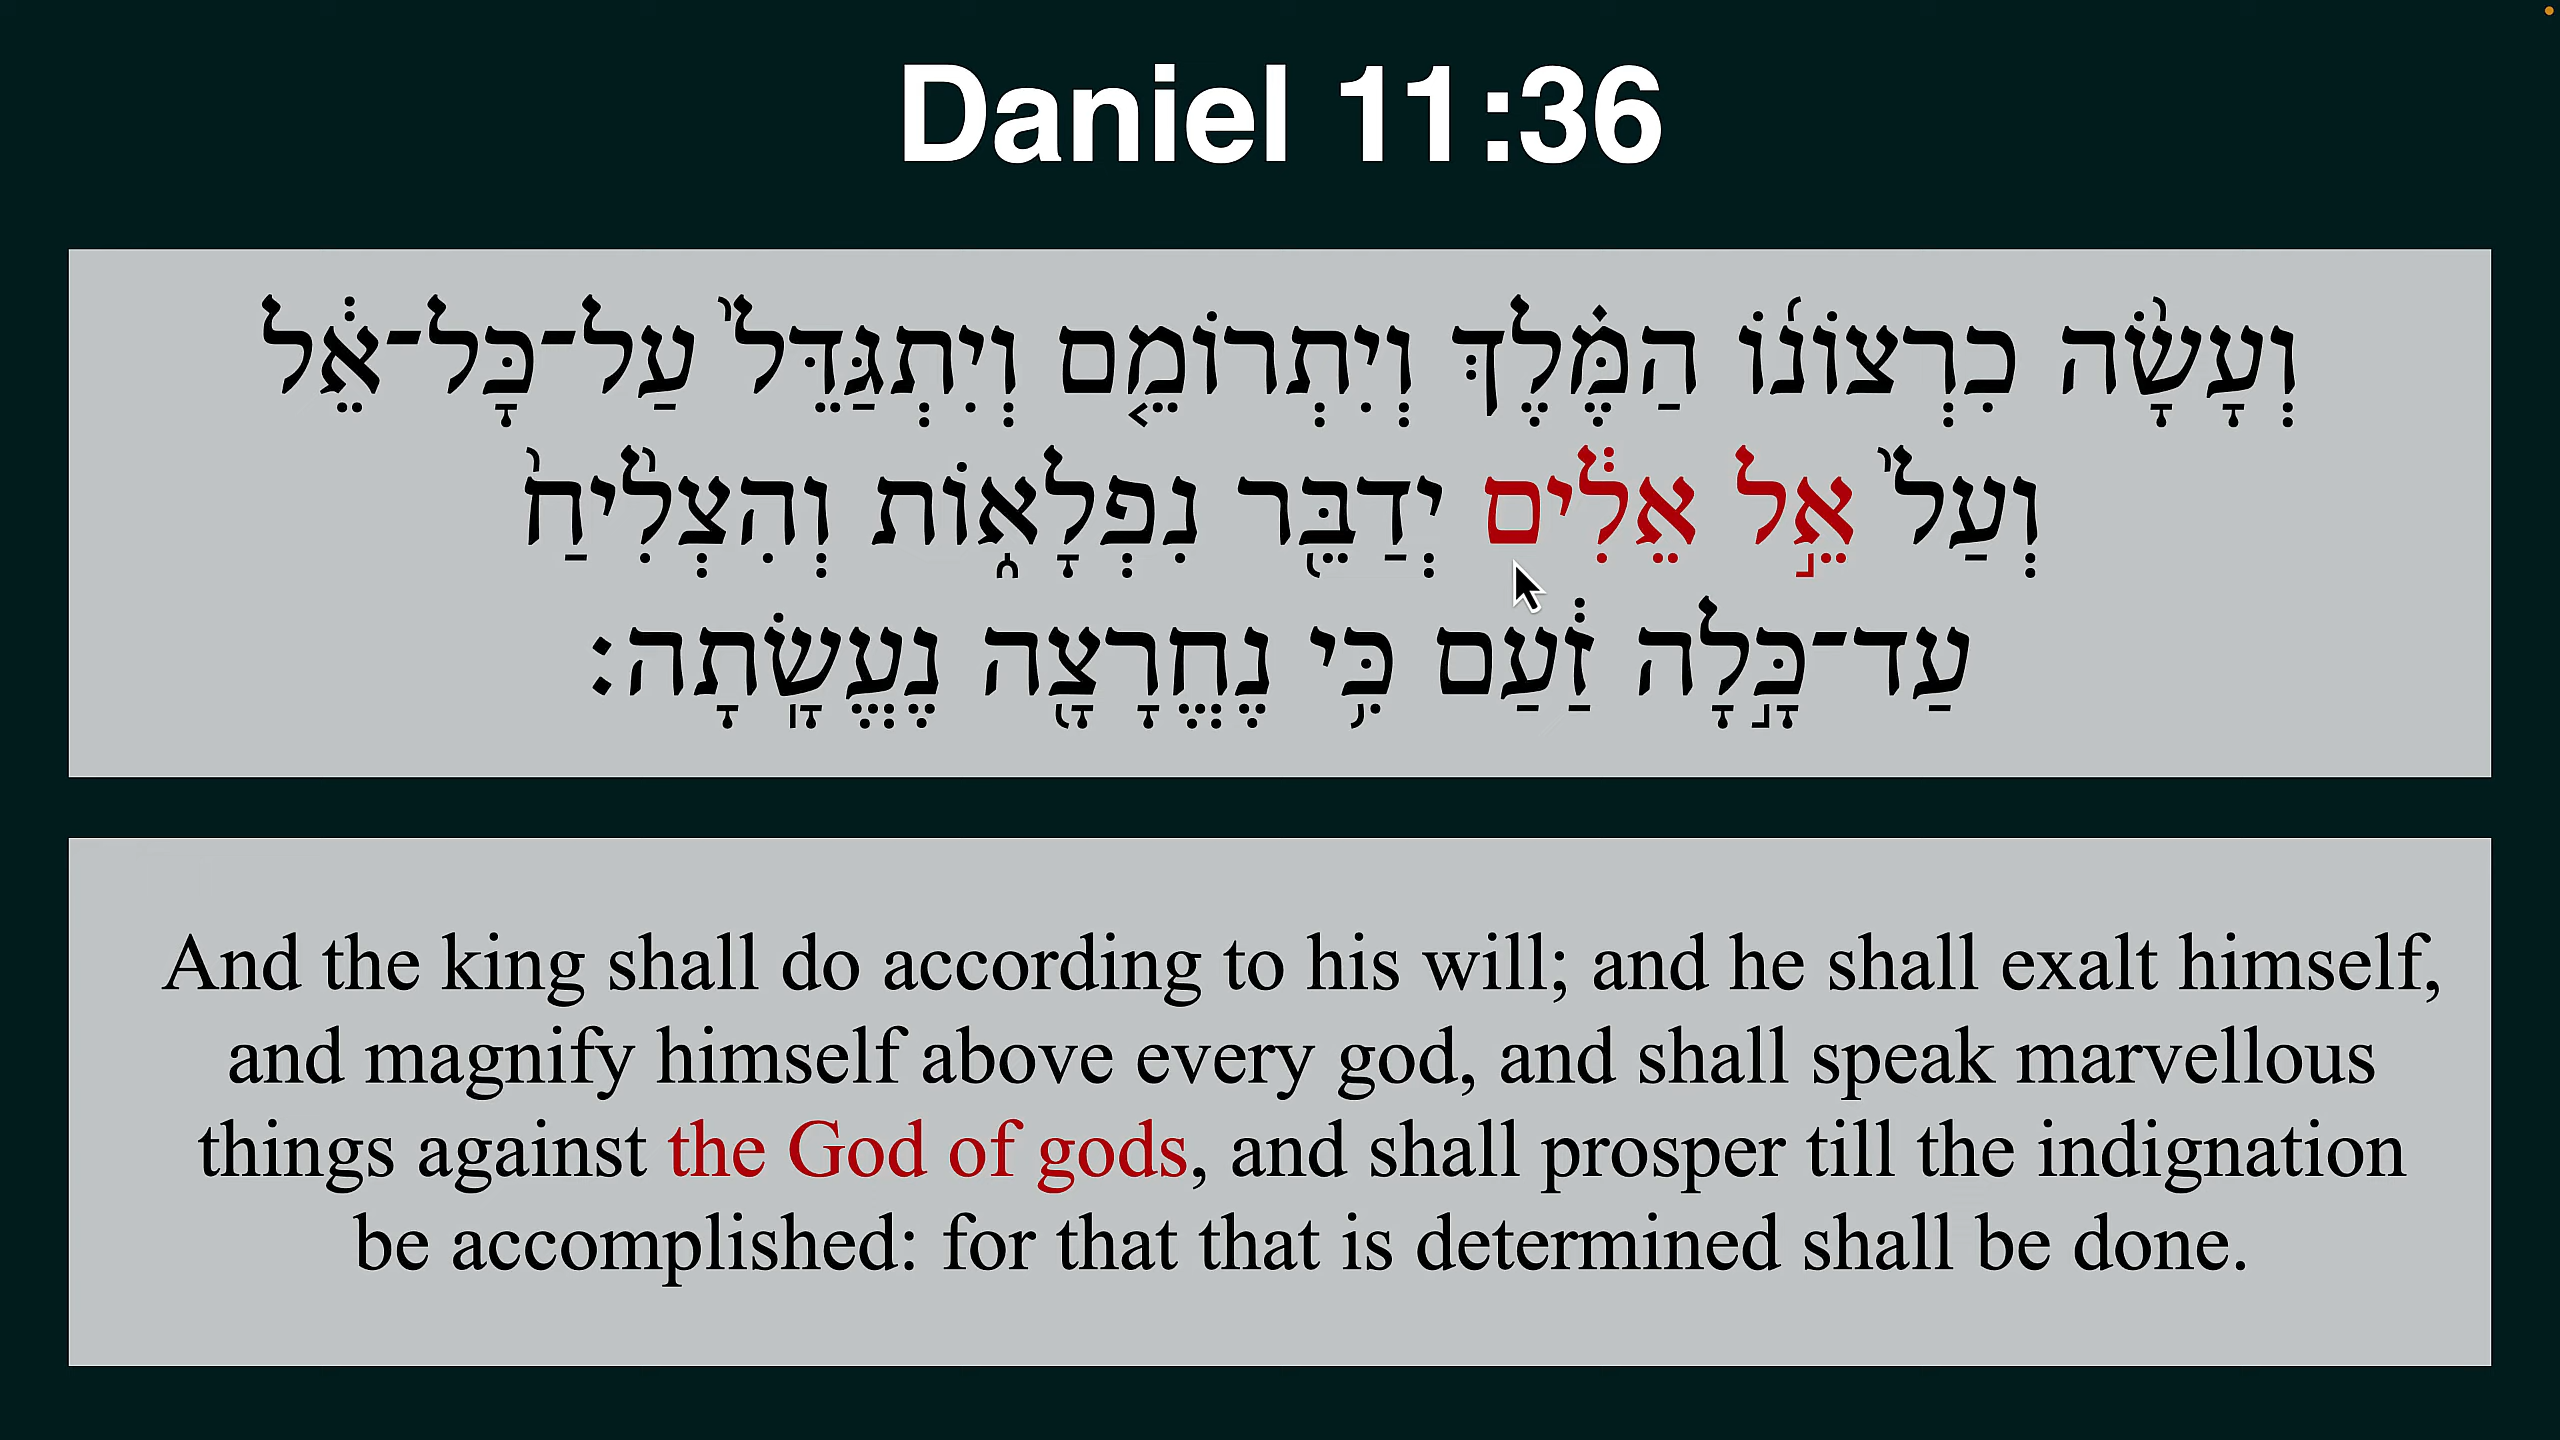 Daniel 11:36
וְעָשָׂ֨ה כִרְצוֹנ֜וֹ הַמֶּ֗לֶךְ וְיִתְרוֹמֵ֤ם וְיִתְגַּדֵּל֙ עַל־כָּל־אֵ֔ל
וְעַל֙ אֵ֣ל אֵלִ֔ים יְדַבֵּ֖ר נִפְלָא֑וֹת וְהִצְלִ֙יחַ֙
עַד־כָּ֣לָה זַ֔עַם כִּ֥י נֶחֱרָצָ֖ה נֶעֱשָֽׂתָה׃
And the king shall do according to his will; and he shall exalt himself,
and magnify himself above every god, and shall speak marvellous
things against the God of gods, and shall prosper till the indignation
be accomplished: for that that is determined shall be done.